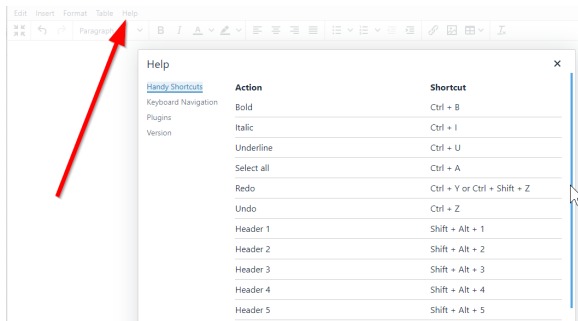 Edit Insert Format Table Help
Paragraph B I A
Help
Handy Shortcuts
Keyboard Navigation
Plugins
Version
Action Shortcut
Bold Ctrl + B
Italic Ctrl + I
Underline Ctrl + U
Select all Ctrl + A
Redo Ctrl + Y or Ctrl + Shift + Z
Undo Ctrl + Z
Header 1 Shift + Alt + 1
Header 2 Shift + Alt + 2
Header 3 Shift + Alt + 3
Header 4 Shift + Alt + 4
Header 5 Shift + Alt + 5